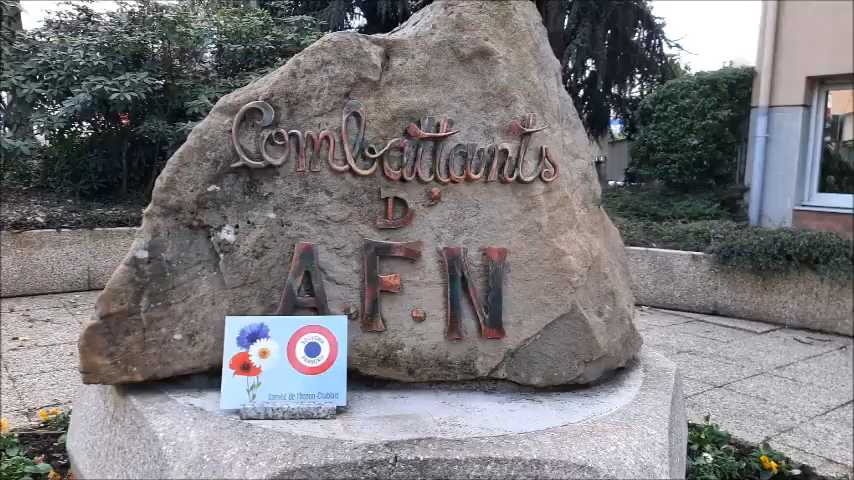 Combattants
D.
A.F.N
SOUVENIR
FRANÇAIS
Comité de Thonon-Chablais